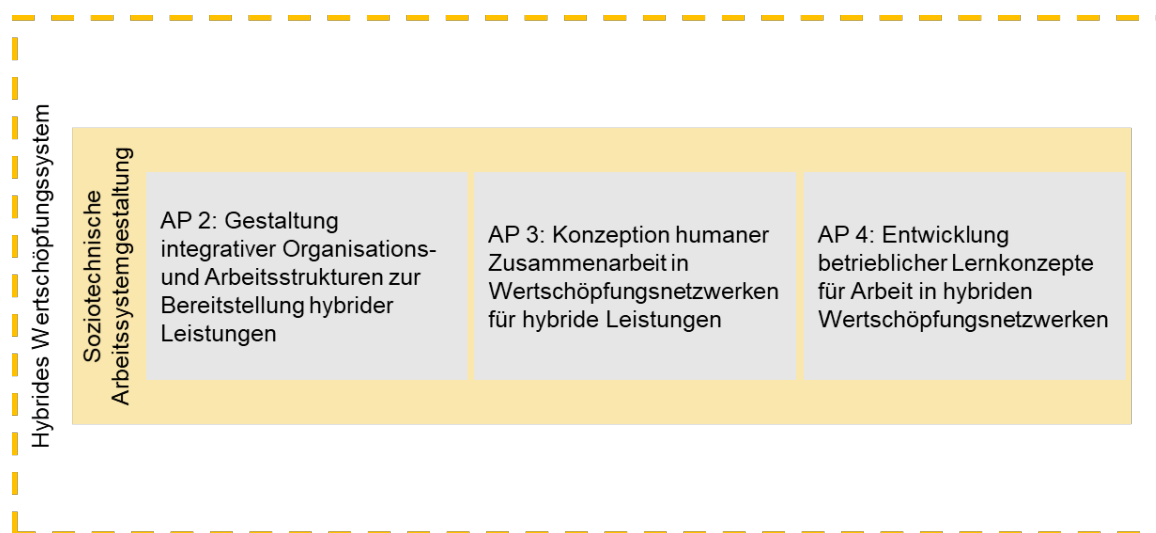 Hybrides Wertschöpfungssystem
Soziotechnische
Arbeitssystemgestaltung
AP 2: Gestaltung
integrativer Organisations-
und Arbeitsstrukturen zur
Bereitstellung hybrider
Leistungen
AP 3: Konzeption humaner
Zusammenarbeit in
Wertschöpfungsnetzwerken
für hybride Leistungen
AP 4: Entwicklung
betrieblicher Lernkonzepte
für Arbeit in hybriden
Wertschöpfungsnetzwerken